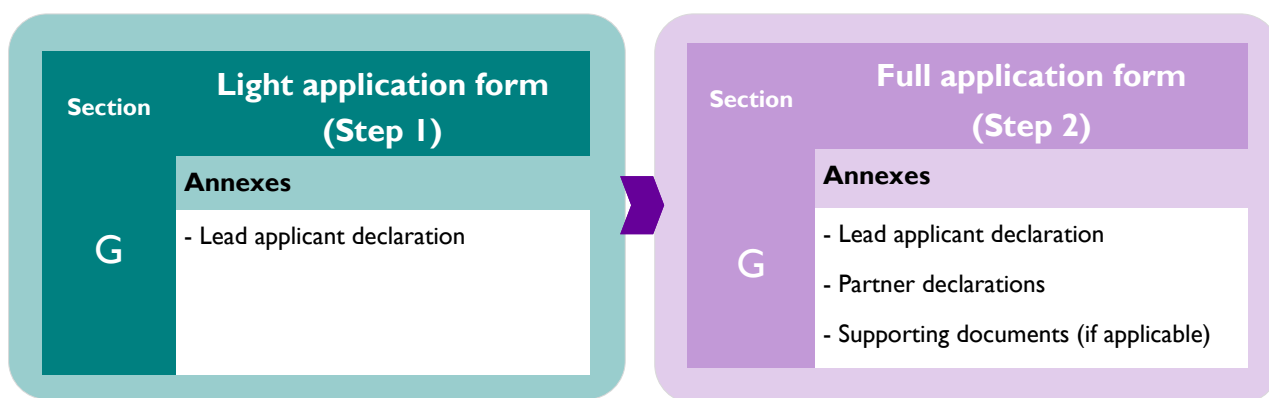 Section
Light application form
(Step 1)
Annexes
G
- Lead applicant declaration
Section
Full application form
(Step 2)
Annexes
G
- Lead applicant declaration
- Partner declarations
- Supporting documents (if applicable)